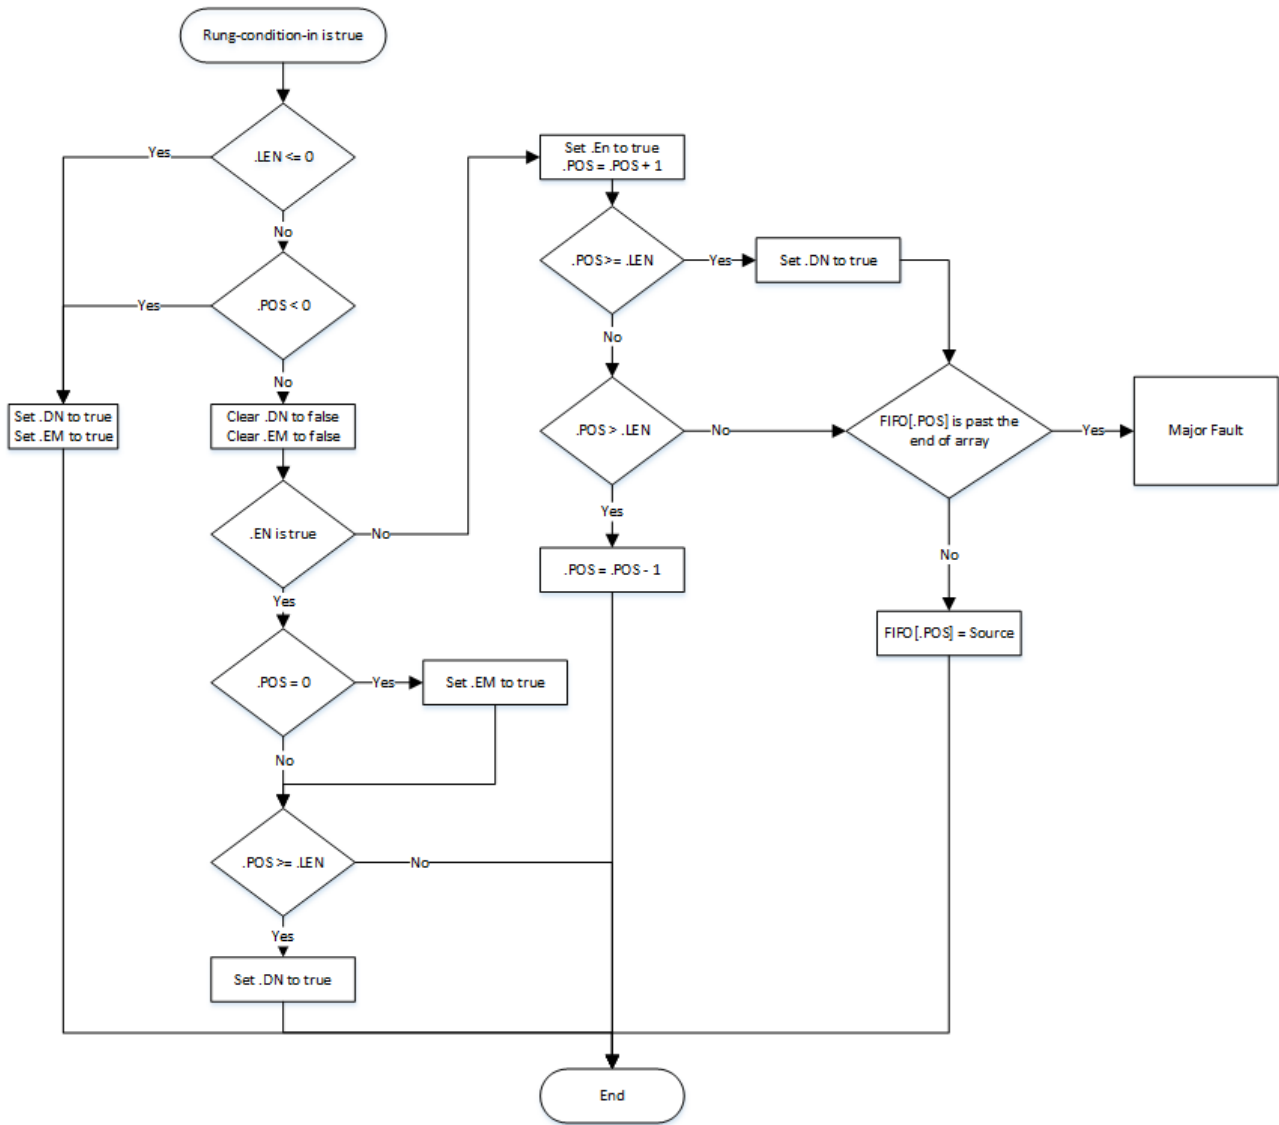 Rung-condition-in is true
.LEN <= 0
Yes
No
.POS < 0
Yes
No
Set .DN to true
Set .EM to true
Clear .DN to false
Clear .EM to false
.EN is true
No
Yes
.POS = 0
Yes
Set .EM to true
No
.POS >= .LEN
No
Yes
Set .DN to true
Set .En to true
.POS = .POS + 1
.POS>= .LEN
Yes
Set .DN to true
No
.POS > .LEN
No
Yes
.POS = .POS - 1
FIFO[.POS] is past the
end of array
Yes
Major Fault
No
FIFO[.POS] = Source
End